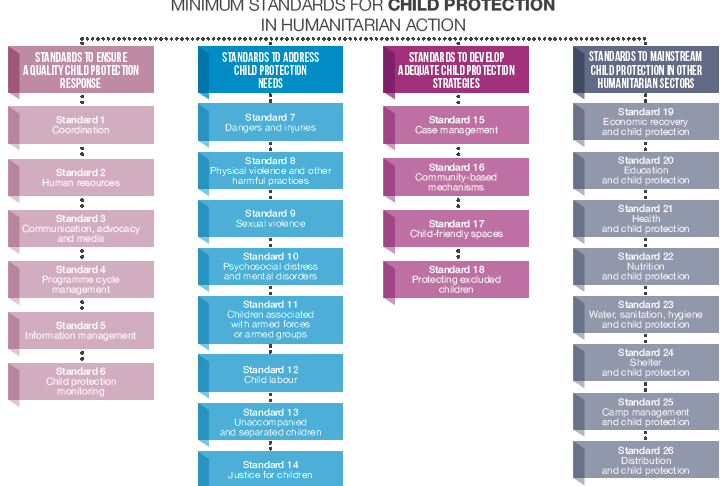 MINIMUM STANDARDS FOR CHILD PROTECTION
IN HUMANITARIAN ACTION
STANDARDS TO ENSURE
A QUALITY CHILD PROTECTION
RESPONSE
Standard 1
Coordination
Standard 2
Human resources
Standard 3
Communication, advocacy
and media
Standard 4
Programme cycle
management
Standard 5
Information management
Standard 6
Child protection
monitoring
STANDARDS TO ADDRESS
CHILD PROTECTION
NEEDS
Standard 7
Dangers and injuries
Standard 8
Physical violence and other
harmful practices
Standard 9
Sexual violence
Standard 10
Psychosocial distress
and mental disorders
Standard 11
Children associated
with armed forces
or armed groups
Standard 12
Child labour
Standard 13
Unaccompanied
and separated children
Standard 14
Justice for children
STANDARDS TO DEVELOP
ADEQUATE CHILD PROTECTION
STRATEGIES
Standard 15
Case management
Standard 16
Community-based
mechanisms
Standard 17
Child-friendly spaces
Standard 18
Protecting excluded
children
STANDARDS TO MAINSTREAM
CHILD PROTECTION IN OTHER
HUMANITARIAN SECTORS
Standard 19
Economic recovery
and child protection
Standard 20
Education
and child protection
Standard 21
Health
and child protection
Standard 22
Nutrition
and child protection
Standard 23
Water, sanitation, hygiene
and child protection
Standard 24
Shelter
and child protection
Standard 25
Camp management
and child protection
Standard 26
Distribution
and child protection